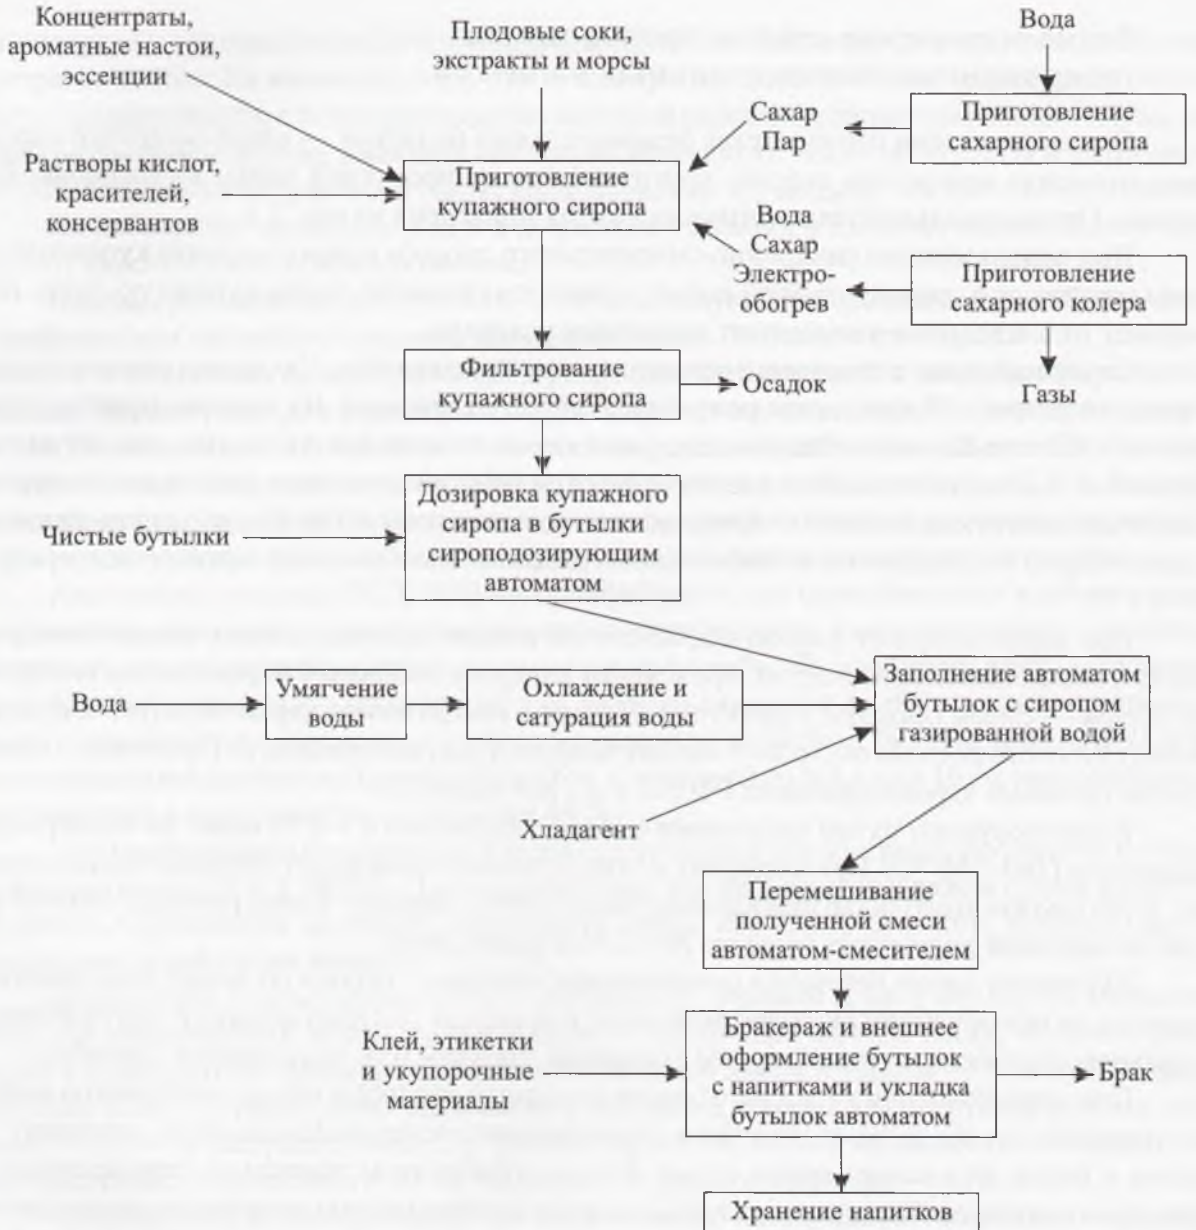 Концентраты,
ароматные настои,
эссенции
Плодовые соки,
экстракты и морсы
Вода
Сахар
Пар
Приготовление
сахарного сиропа
Растворы кислот,
красителей,
консервантов
Приготовление
купажного сиропа
Вода
Сахар
Электро-
обогрев
Приготовление
сахарного колера
Фильтрование
купажного сиропа
Осадок
Газы
Чистые бутылки
Дозировка купажного
сиропа в бутылки
сироподозирующим
автоматом
Вода
Умягчение
воды
Охлаждение и
сатурация воды
Заполнение автоматом
бутылок с сиропом
газированной водой
Хладагент
Перемешивание
полученной смеси
автоматом-смесителем
Клей, этикетки
и укупорочные
материалы
Бракераж и внешнее
оформление бутылок
с напитками и укладка
бутылок автоматом
Брак
Хранение напитков